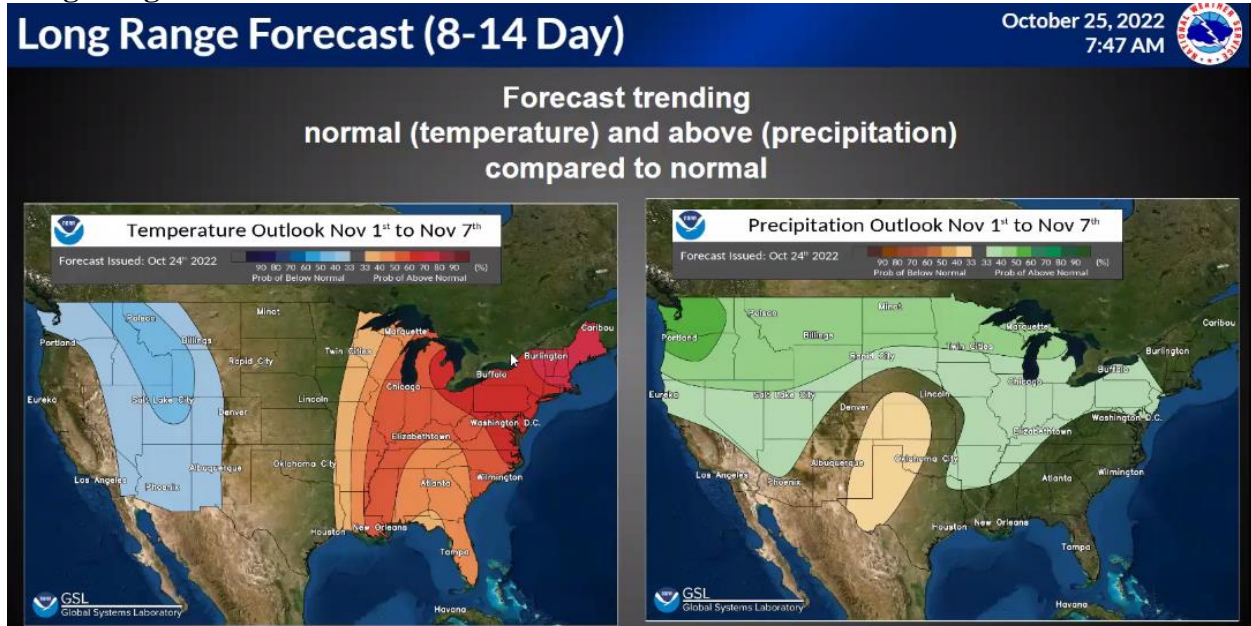 Long Range Forecast (8-14 Day)
October 25, 2022
7:47 AM
NATIONAL WEATHER SERVICE
Forecast trending
normal (temperature) and above (precipitation)
compared to normal
Temperature Outlook Nov 1st to Nov 7th
Forecast Issued: Oct 24th 2022
90 80 70 60 50 40 33 33 40 50 60 70 80 90 (%)
Prob of Below Normal Prob of Above Normal
Minot
Caribou
Polson
Marquette
Portland
Billings
Twin Cities
Burlington
Rapid City
Buffalo
Chicago
Eureka
Salt Lake City
Lincoln
Denver
Washington D.C.
Elizabethtown
Albuquerque
Oklahoma City
Los Angeles
Phoenix
Atlanta
Wilmington
Houston
New Orleans
Tampa
Havana
GSL
Global Systems Laboratory
Precipitation Outlook Nov 1st to Nov 7th
Forecast Issued: Oct 24th 2022
90 80 70 60 50 40 33 33 40 50 60 70 80 90 (%)
Prob of Below Normal Prob of Above Normal
Minot
Polson
Caribou
Marquette
Portland
Billings
Twin Cities
Burlington
Rapid City
Buffalo
Chicago
Eureka
Salt Lake City
Lincoln
Denver
Washington D.C.
Elizabethtown
Albuquerque
Oklahoma City
Los Angeles
Phoenix
Atlanta
Wilmington
Houston
New Orleans
Tampa
Havana
GSL
Global Systems Laboratory